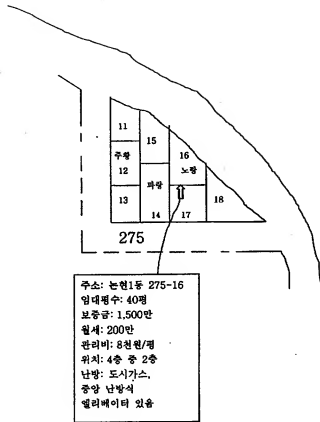 11
15
주황
16
12
노랑
파랑
13
18
14
17
275
주소: 논현1동 275-16
임대평수: 40평
보증금: 1,500만
월세: 200만
관리비: 8천원/평
위치: 4층 중 2층
난방: 도시가스,
중앙 난방식
엘리베이터 있음